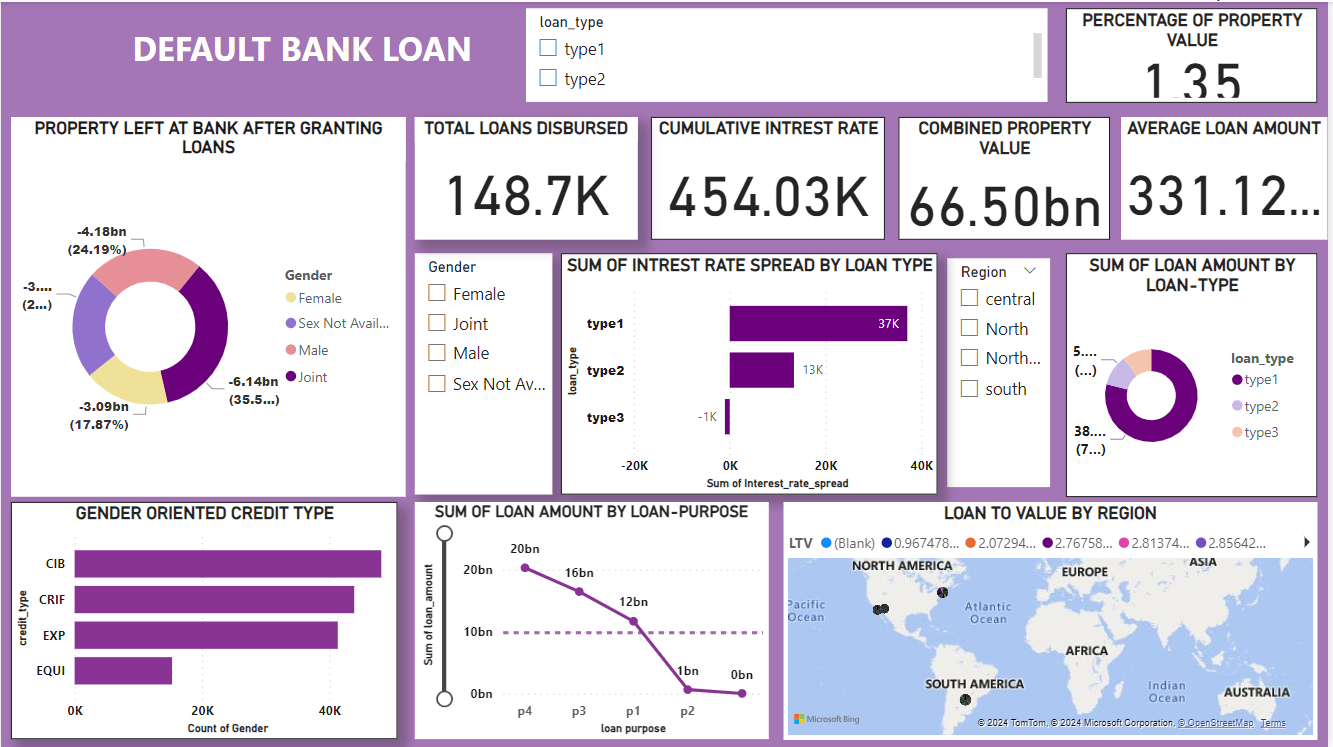 DEFAULT BANK LOAN
loan_type
type1
type2
PERCENTAGE OF PROPERTY
VALUE
1.35
PROPERTY LEFT AT BANK AFTER GRANTING
LOANS
-4.18bn
(24.19%)
-3....
(2...)
-3.09bn
(17.87%)
-6.14bn
(35.5...)
Gender
Female
Sex Not Avail...
Male
Joint
TOTAL LOANS DISBURSED
148.7K
CUMULATIVE INTREST RATE
454.03K
COMBINED PROPERTY
VALUE
66.50bn
AVERAGE LOAN AMOUNT
331.12...
Gender
Female
Joint
Male
Sex Not Av...
SUM OF INTREST RATE SPREAD BY LOAN TYPE
loan_type
type1
37K
type2
13K
type3
-1K
-20K
0K
20K
40K
Sum of Interest_rate_spread
Region
central
North
North...
south
SUM OF LOAN AMOUNT BY
LOAN-TYPE
5....
(...)
38....
(7...)
loan_type
type1
type2
type3
GENDER ORIENTED CREDIT TYPE
credit_type
CIB
CRIF
EXP
EQUI
0K
20K
40K
Count of Gender
SUM OF LOAN AMOUNT BY LOAN-PURPOSE
Sum of loan_amount
20bn
10bn
0bn
20bn
16bn
12bn
1bn
0bn
p4
p3
p1
p2
loan purpose
LOAN TO VALUE BY REGION
LTV
(Blank)
0.967478...
2.07294...
2.76758...
2.81374...
2.85642...
NORTH AMERICA
EUROPE
ASIA
Pacific
Ocean
Atlantic
Ocean
AFRICA
SOUTH AMERICA
Indian
Ocean
AUSTRALIA
Microsoft Bing
© 2024 TomTom, © 2024 Microsoft Corporation, © OpenStreetMap Terms